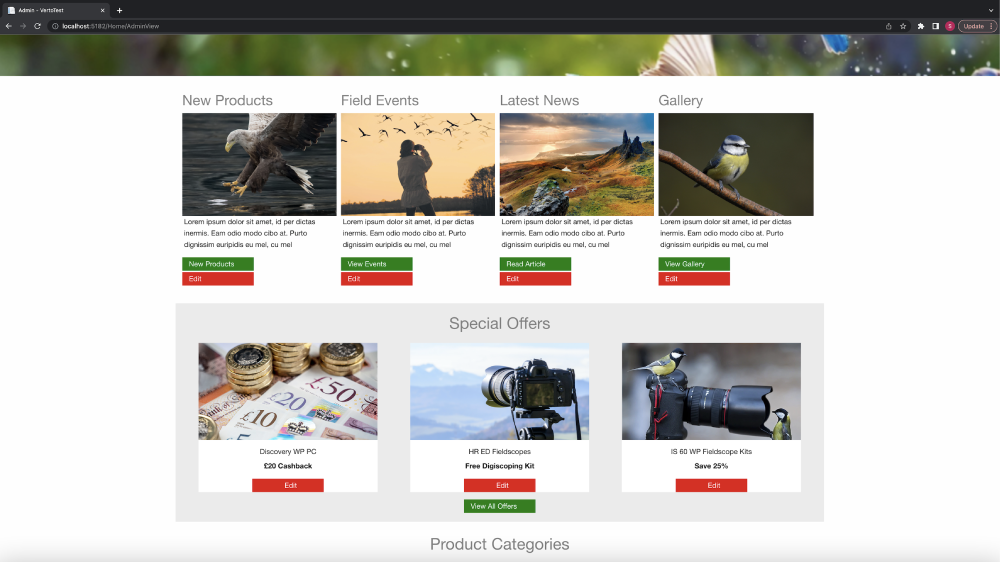 Admin - VertoTest
localhost:5182/Home/AdminView
S
Update
New Products
Field Events
Latest News
Gallery
Lorem ipsum dolor sit amet, id per dictas
inermis. Eam odio modo cibo at. Purto
dignissim euripidis eu mel, cu mel
New Products
Edit
Lorem ipsum dolor sit amet, id per dictas
inermis. Eam odio modo cibo at. Purto
dignissim euripidis eu mel, cu mel
View Events
Edit
Lorem ipsum dolor sit amet, id per dictas
inermis. Eam odio modo cibo at. Purto
dignissim euripidis eu mel, cu mel
Read Article
Edit
Lorem ipsum dolor sit amet, id per dictas
inermis. Eam odio modo cibo at. Purto
dignissim euripidis eu mel, cu mel
View Gallery
Edit
Special Offers
£50
£20
£10
Discovery WP PC
£20 Cashback
Edit
HR ED Fieldscopes
Free Digiscoping Kit
Edit
IS 60 WP Fieldscope Kits
Save 25%
Edit
View All Offers
Product Categories